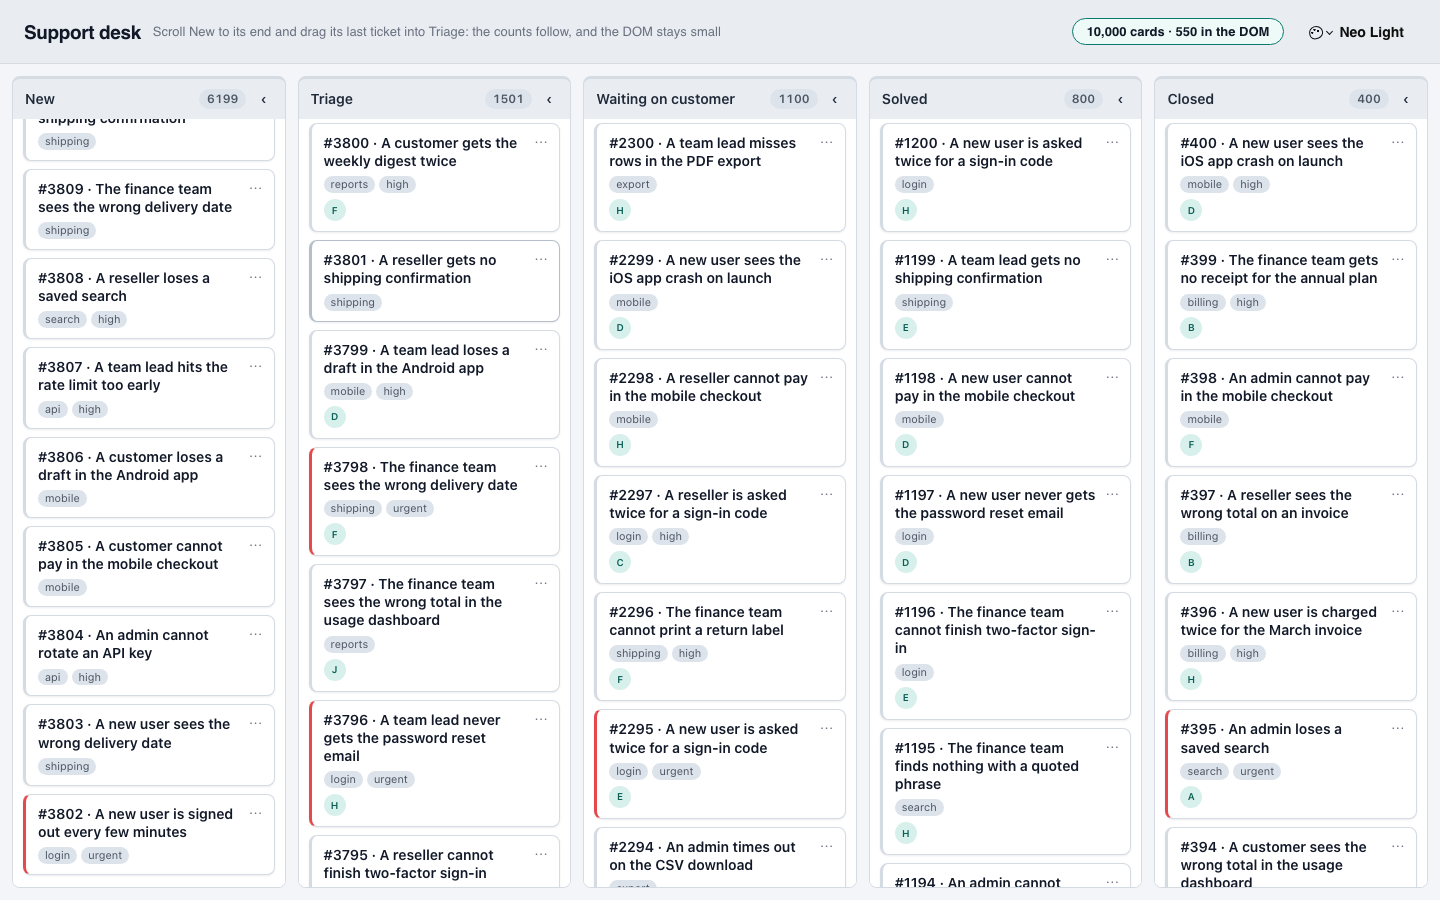 Support desk
Scroll New to its end and drag its last ticket into Triage: the counts follow, and the DOM stays small
10,000 cards · 550 in the DOM
Neo Light
New
6199
shipping confirmation
shipping
#3809 · The finance team
sees the wrong delivery date
shipping
#3808 · A reseller loses a
saved search
search high
#3807 · A team lead hits the
rate limit too early
api high
#3806 · A customer loses a
draft in the Android app
mobile
#3805 · A customer cannot
pay in the mobile checkout
mobile
#3804 · An admin cannot
rotate an API key
api high
#3803 · A new user sees the
wrong delivery date
shipping
#3802 · A new user is signed
out every few minutes
login urgent
Triage
1501
#3800 · A customer gets the
weekly digest twice
reports high
F
#3801 · A reseller gets no
shipping confirmation
shipping
#3799 · A team lead loses a
draft in the Android app
mobile high
D
#3798 · The finance team
sees the wrong delivery date
shipping urgent
F
#3797 · The finance team
sees the wrong total in the
usage dashboard
reports
J
#3796 · A team lead never
gets the password reset
email
login urgent
H
#3795 · A reseller cannot
finish two-factor sign-in
Waiting on customer
1100
#2300 · A team lead misses
rows in the PDF export
export
H
#2299 · A new user sees the
iOS app crash on launch
mobile
D
#2298 · A reseller cannot pay
in the mobile checkout
mobile
H
#2297 · A reseller is asked
twice for a sign-in code
login high
C
#2296 · The finance team
cannot print a return label
shipping high
F
#2295 · A new user is asked
twice for a sign-in code
login urgent
E
#2294 · An admin times out
on the CSV download
export
Solved
800
#1200 · A new user is asked
twice for a sign-in code
login
H
#1199 · A team lead gets no
shipping confirmation
shipping
E
#1198 · A new user cannot
pay in the mobile checkout
mobile
D
#1197 · A new user never gets
the password reset email
login
D
#1196 · The finance team
cannot finish two-factor sign-
in
login
E
#1195 · The finance team
finds nothing with a quoted
phrase
search
H
#1194 · An admin cannot
Closed
400
#400 · A new user sees the
iOS app crash on launch
mobile high
D
#399 · The finance team gets
no receipt for the annual plan
billing high
B
#398 · An admin cannot pay
in the mobile checkout
mobile
F
#397 · A reseller sees the
wrong total on an invoice
billing
B
#396 · A new user is charged
twice for the March invoice
billing high
H
#395 · An admin loses a
saved search
search urgent
A
#394 · A customer sees the
wrong total in the usage
dashboard